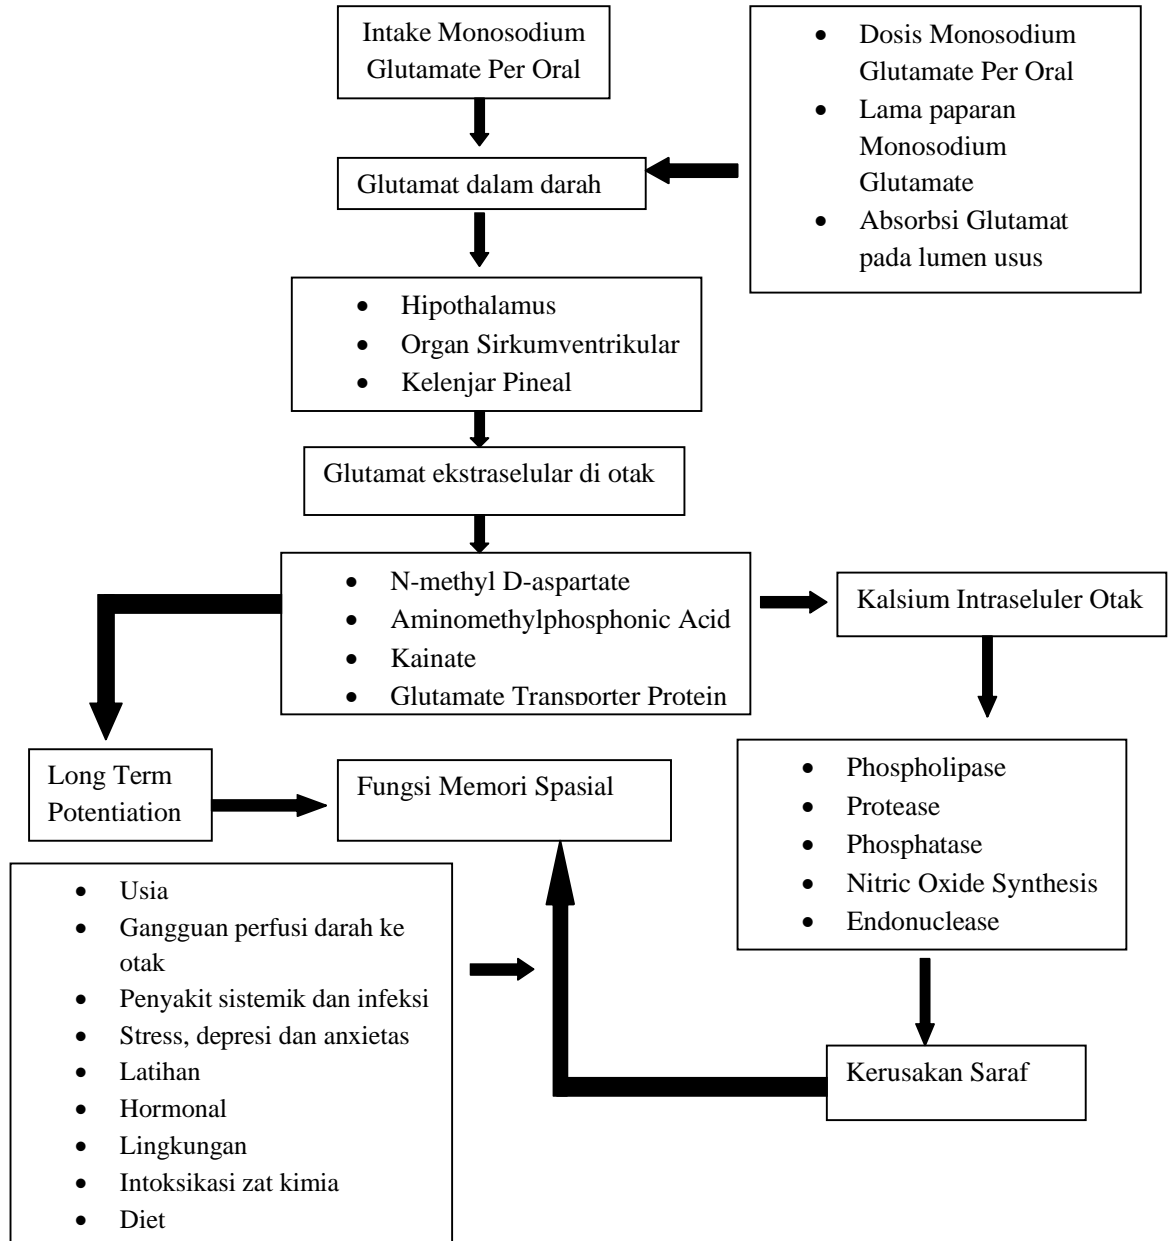 Intake Monosodium
Glutamate Per Oral
• Dosis Monosodium
Glutamate Per Oral
• Lama paparan
Monosodium
Glutamate
• Absorbsi Glutamat
pada lumen usus
Glutamat dalam darah
• Hipothalamus
• Organ Sirkumventrikular
• Kelenjar Pineal
Glutamat ekstraselular di otak
• N-methyl D-aspartate
• Aminomethylphosphonic Acid
• Kainate
• Glutamate Transporter Protein
Kalsium Intraseluler Otak
Long Term
Potentiation
Fungsi Memori Spasial
• Phospholipase
• Protease
• Phosphatase
• Nitric Oxide Synthesis
• Endonuclease
• Usia
• Gangguan perfusi darah ke
otak
• Penyakit sistemik dan infeksi
• Stress, depresi dan anxietas
• Latihan
• Hormonal
• Lingkungan
• Intoksikasi zat kimia
• Diet
Kerusakan Saraf